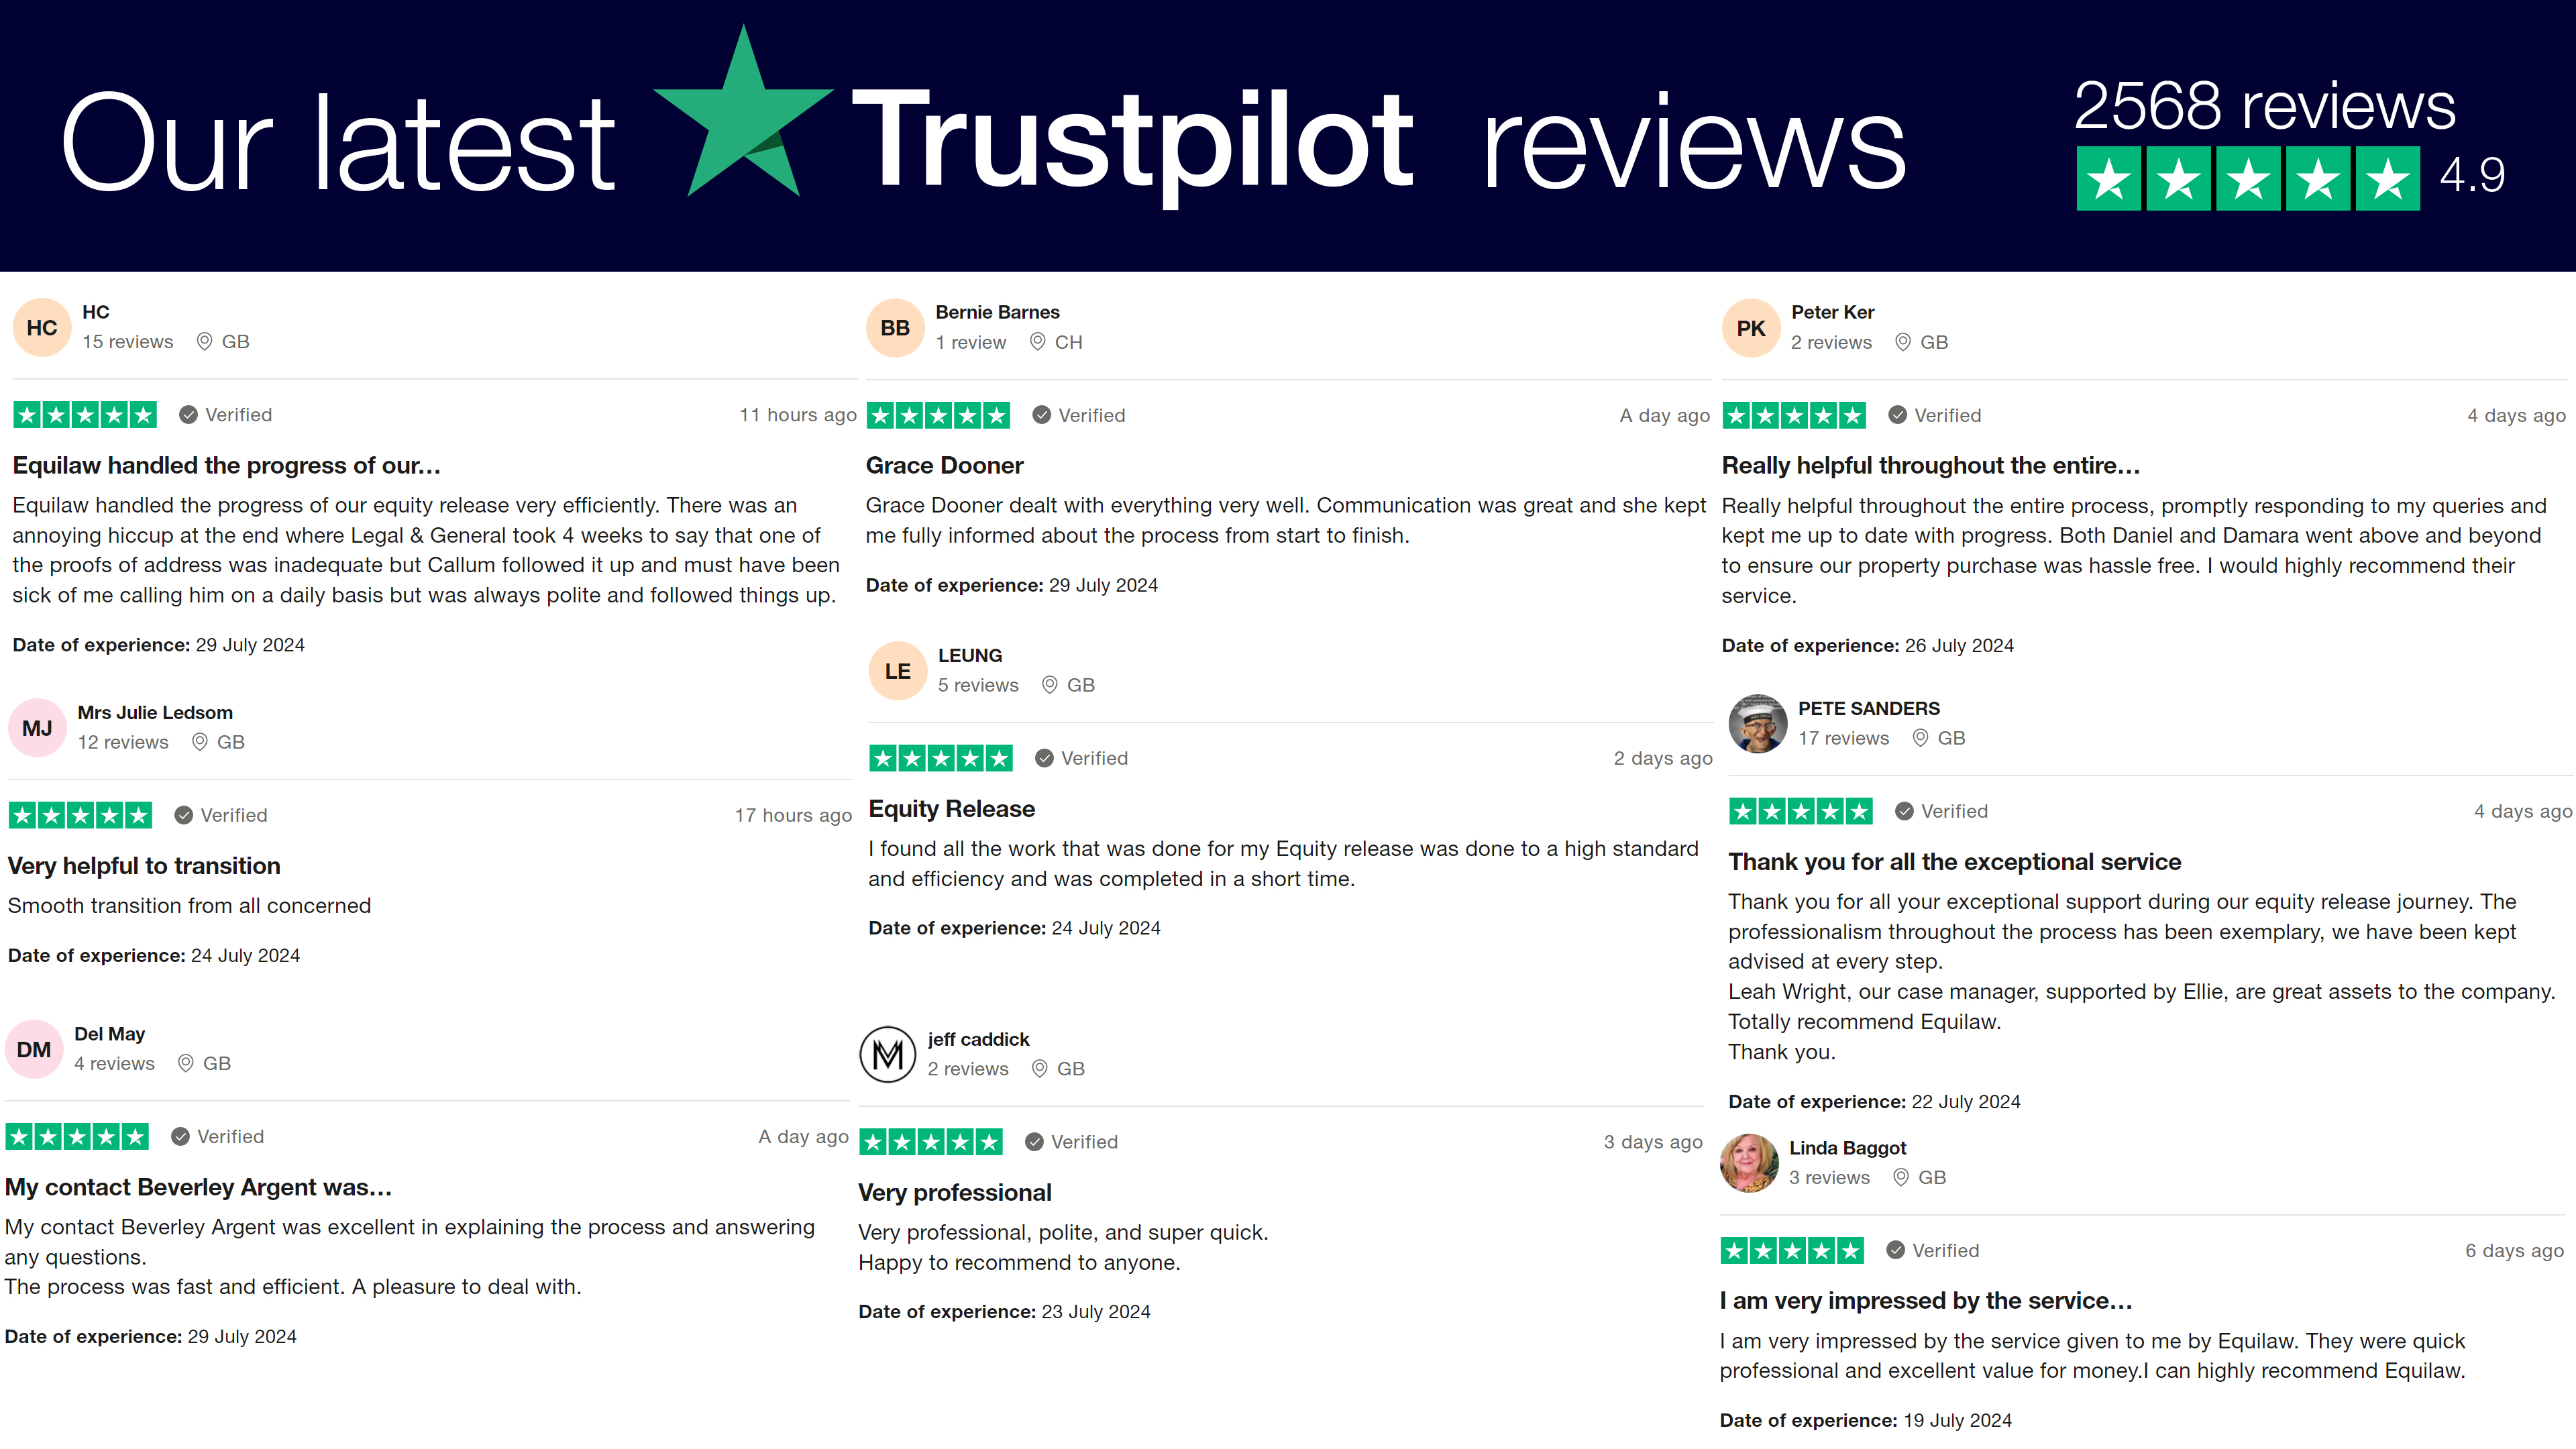 Our latest Trustpilot reviews
2568 reviews
4.9
HC
HC
15 reviews GB
Verified 11 hours ago
Equilaw handled the progress of our...
Equilaw handled the progress of our equity release very efficiently. There was an
annoying hiccup at the end where Legal & General took 4 weeks to say that one of
the proofs of address was inadequate but Callum followed it up and must have been
sick of me calling him on a daily basis but was always polite and followed things up.
Date of experience: 29 July 2024
MJ
Mrs Julie Ledsom
12 reviews GB
Verified 17 hours ago
Very helpful to transition
Smooth transition from all concerned
Date of experience: 24 July 2024
DM
Del May
4 reviews GB
Verified A day ago
My contact Beverley Argent was...
My contact Beverley Argent was excellent in explaining the process and answering
any questions.
The process was fast and efficient. A pleasure to deal with.
Date of experience: 29 July 2024
BB
Bernie Barnes
1 review CH
Verified A day ago
Grace Dooner
Grace Dooner dealt with everything very well. Communication was great and she kept
me fully informed about the process from start to finish.
Date of experience: 29 July 2024
LE
LEUNG
5 reviews GB
Verified 2 days ago
Equity Release
I found all the work that was done for my Equity release was done to a high standard
and efficiency and was completed in a short time.
Date of experience: 24 July 2024
jeff caddick
2 reviews GB
Verified 3 days ago
Very professional
Very professional, polite, and super quick.
Happy to recommend to anyone.
Date of experience: 23 July 2024
PK
Peter Ker
2 reviews GB
Verified 4 days ago
Really helpful throughout the entire...
Really helpful throughout the entire process, promptly responding to my queries and
kept me up to date with progress. Both Daniel and Damara went above and beyond
to ensure our property purchase was hassle free. I would highly recommend their
service.
Date of experience: 26 July 2024
PETE SANDERS
17 reviews GB
Verified 4 days ago
Thank you for all the exceptional service
Thank you for all your exceptional support during our equity release journey. The
professionalism throughout the process has been exemplary, we have been kept
advised at every step.
Leah Wright, our case manager, supported by Ellie, are great assets to the company.
Totally recommend Equilaw.
Thank you.
Date of experience: 22 July 2024
Linda Baggot
3 reviews GB
Verified 6 days ago
I am very impressed by the service...
I am very impressed by the service given to me by Equilaw. They were quick
professional and excellent value for money.I can highly recommend Equilaw.
Date of experience: 19 July 2024